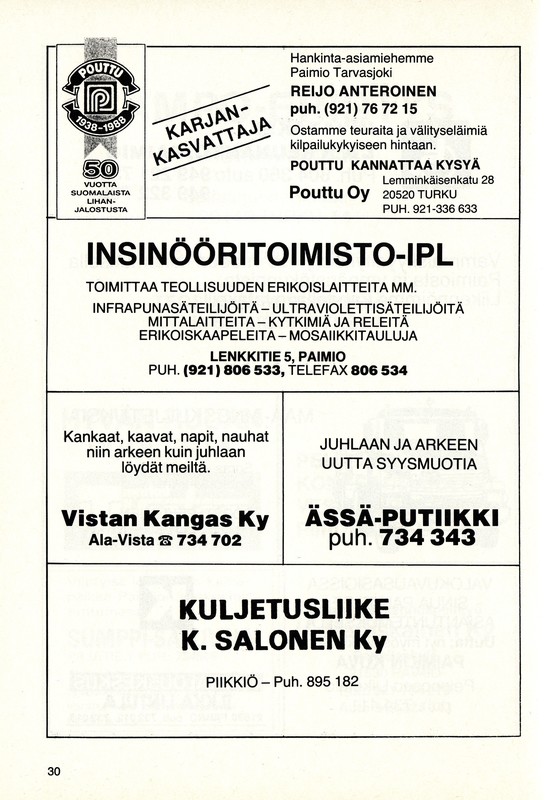 POUTTU
P
1938-1988
50
VUOTTA
SUOMALAISTA
LIHAN-
JALOSTUSTA
KARJAN-
KASVATTAJA
Hankinta-asiamiehemme
Paimio Tarvasjoki
REIJO ANTEROINEN
puh. (921) 76 72 15
Ostamme teuraita ja välityseläimiä
kilpailukykyiseen hintaan.
POUTTU KANNATTAA KYSYÄ
Pouttu Oy
Lemminkäisenkatu 28
20520 TURKU
PUH. 921-336 633
INSINÖÖRITOIMISTO-IPL
TOIMITTAA TEOLLISUUDEN ERIKOISLAITTEITA MM.
INFRAPUNASÄTEILIJÖITÄ – ULTRAVIOLETTISÄTEILIJÖITÄ
MITTALAITTEITA – KYTKIMIÄ JA RELEITÄ
ERIKOISKAAPELEITA – MOSAIIKKITAULUJA
LENKKITIE 5, PAIMIO
PUH. (921) 806 533, TELEFAX 806 534
Kankaat, kaavat, napit, nauhat
niin arkeen kuin juhlaan
löydät meiltä.
Vistan Kangas Ky
Ala-Vista ☎ 734 702
JUHLAAN JA ARKEEN
UUTTA SYYSMUOTIA
ÄSSÄ-PUTIIKKI
puh. 734 343
KULJETUSLIIKE
K. SALONEN Ky
PIIKKIÖ – Puh. 895 182
30